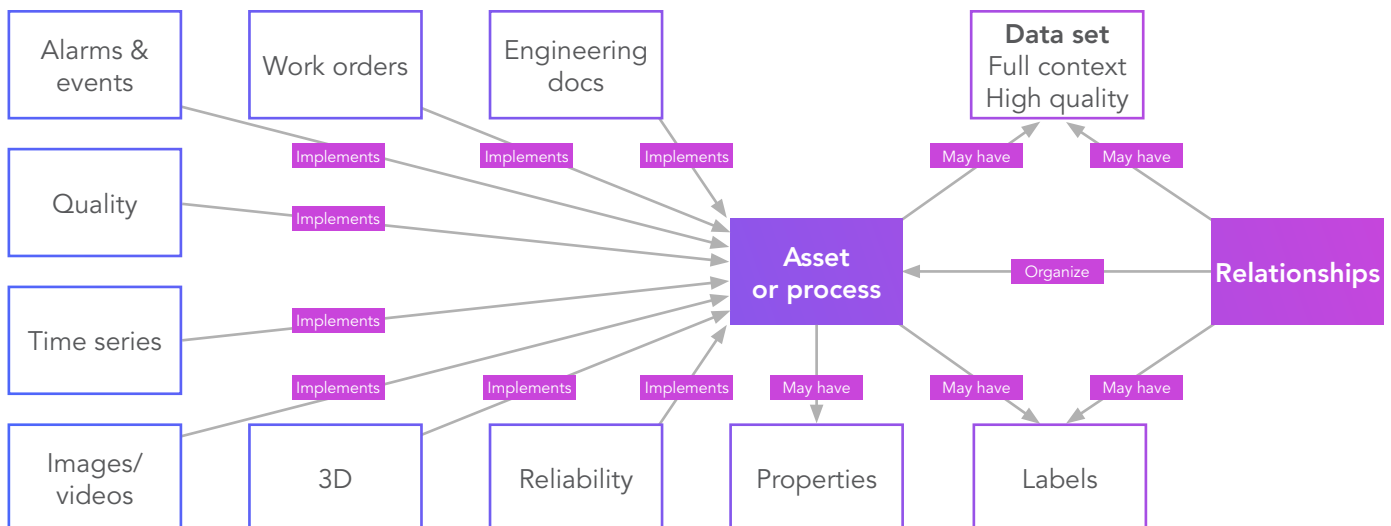 Alarms &
events
Work orders
Engineering
docs
Data set
Full context
High quality
Implements
Implements
Implements
May have
May have
Quality
Implements
Asset
or process
Organize
Relationships
Time series
Implements
Implements
Implements
Implements
May have
May have
May have
Images/
videos
3D
Reliability
Properties
Labels